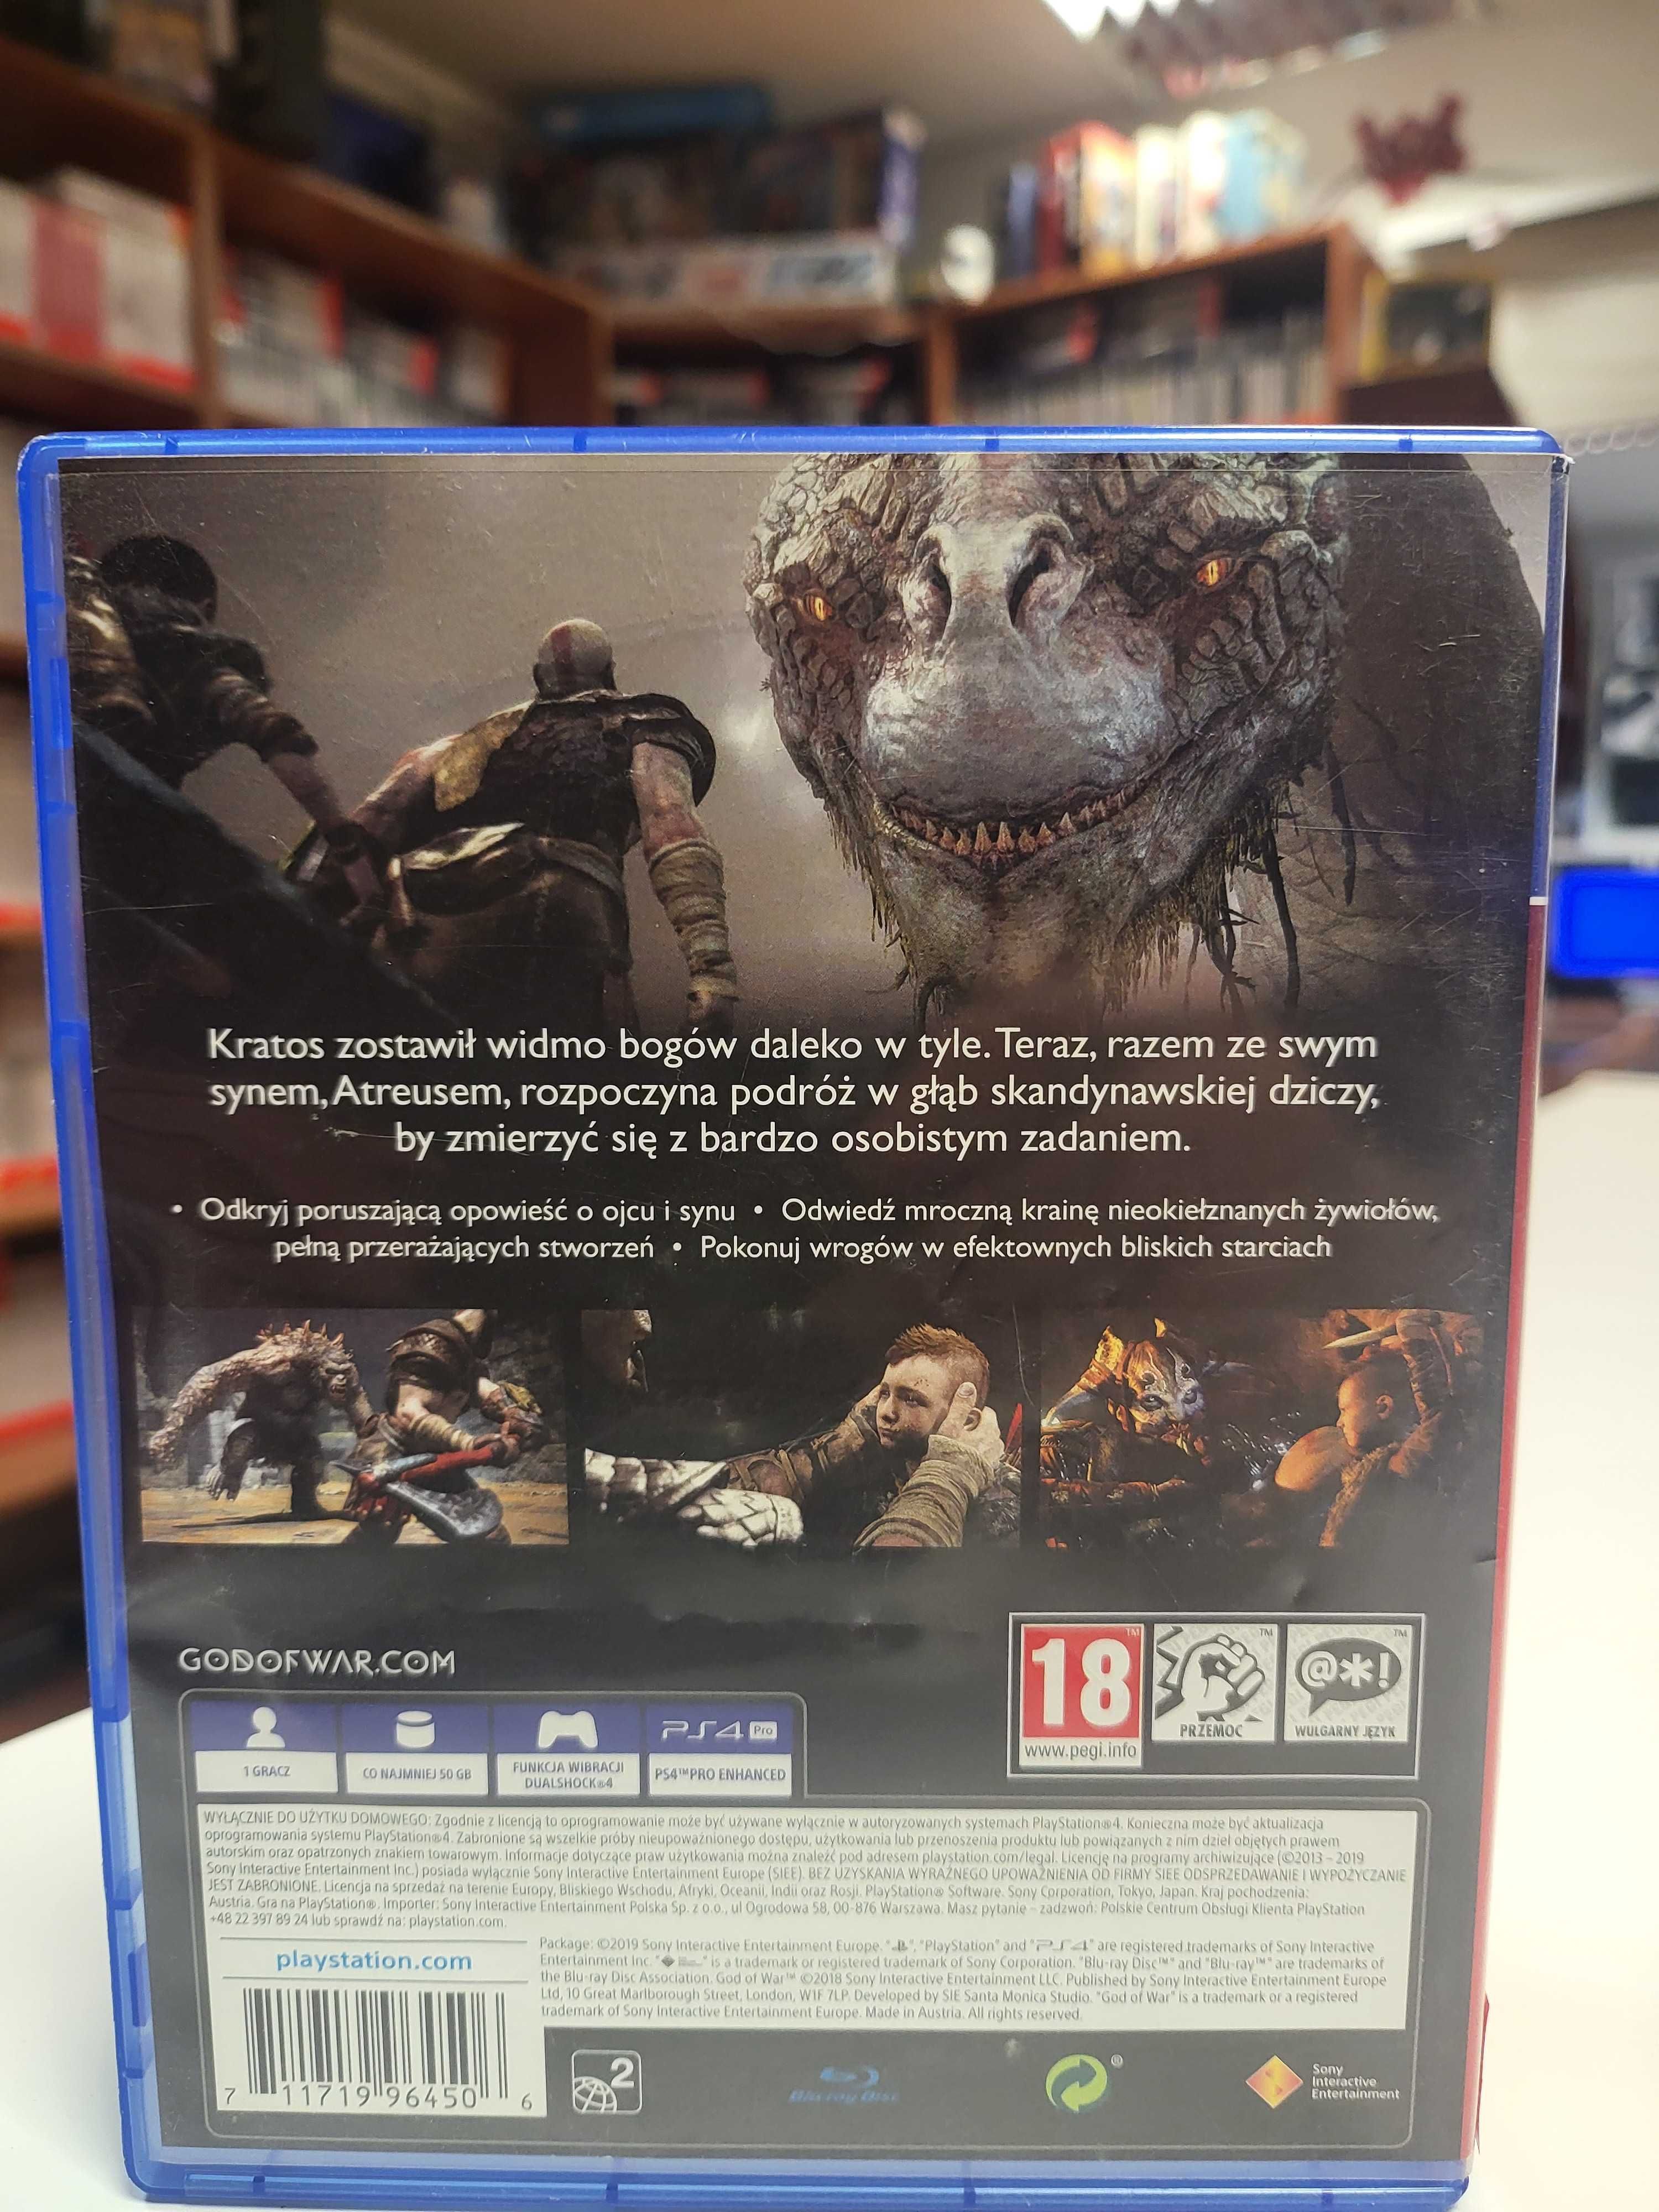 Kratos zostawił widmo bogów daleko w tyle. Teraz, razem ze swym
synem, Atreusem, rozpoczyna podróż w głąb skandynawskiej dziczy,
by zmierzyć się z bardzo osobistym zadaniem.
• Odkryj poruszającą opowieść o ojcu i synu • Odwiedź mroczną krainę nieokiełznanych żywiołów,
pełną przerażających stworzeń • Pokonuj wrogów w efektownych bliskich starciach
GODOFWAR.COM
PS4 Pro
1 GRACZ
CO NAJMNIEJ 50 GB
FUNKCJA WIBRACJI
DUALSHOCK®4
PS4™PRO ENHANCED
18™
www.pegi.info
™
PRZEMOC
@*!
™
WULGARNY JĘZYK
WYŁĄCZNIE DO UŻYTKU DOMOWEGO: Zgodnie z licencją to oprogramowanie może być używane wyłącznie w autoryzowanych systemach PlayStation®4. Konieczna może być aktualizacja
oprogramowania systemu PlayStation®4. Zabronione są wszelkie próby nieupoważnionego dostępu, użytkowania lub przenoszenia produktu lub powiązanych z nim dzieł objętych prawem
autorskim oraz opatrzonych znakiem towarowym. Informacje dotyczące praw użytkowania można znaleźć pod adresem playstation.com/legal. Licencję na programy archiwizujące (©2013 – 2019
Sony Interactive Entertainment Inc.) posiada wyłącznie Sony Interactive Entertainment Europe (SIEE). BEZ UZYSKANIA WYRAŹNEGO UPOWAŻNIENIA OD FIRMY SIEE ODSPRZEDAWANIE I WYPOŻYCZANIE
JEST ZABRONIONE. Licencja na sprzedaż na terenie Europy, Bliskiego Wschodu, Afryki, Oceanii, Indii oraz Rosji. PlayStation® Software. Sony Corporation, Tokyo, Japan. Kraj pochodzenia:
Austria. Gra na PlayStation®. Importer: Sony Interactive Entertainment Polska Sp. z o.o., ul Ogrodowa 58, 00-876 Warszawa. Masz pytanie – zadzwoń: Polskie Centrum Obsługi Klienta PlayStation
+48 22 397 89 24 lub sprawdź na: playstation.com.
playstation.com
Package: ©2019 Sony Interactive Entertainment Europe. "", "PlayStation" and "PS4" are registered trademarks of Sony Interactive
Entertainment Inc. "" is a trademark or registered trademark of Sony Corporation. "Blu-ray Disc™" and "Blu-ray™" are trademarks of
the Blu-ray Disc Association. God of War™ ©2018 Sony Interactive Entertainment LLC. Published by Sony Interactive Entertainment Europe
Ltd, 10 Great Marlborough Street, London, W1F 7LP. Developed by SIE Santa Monica Studio. "God of War" is a trademark or a registered
trademark of Sony Interactive Entertainment Europe. Made in Austria. All rights reserved.
7 11719 96450 6
2
Blu-ray Disc
®
Sony
Interactive
Entertainment